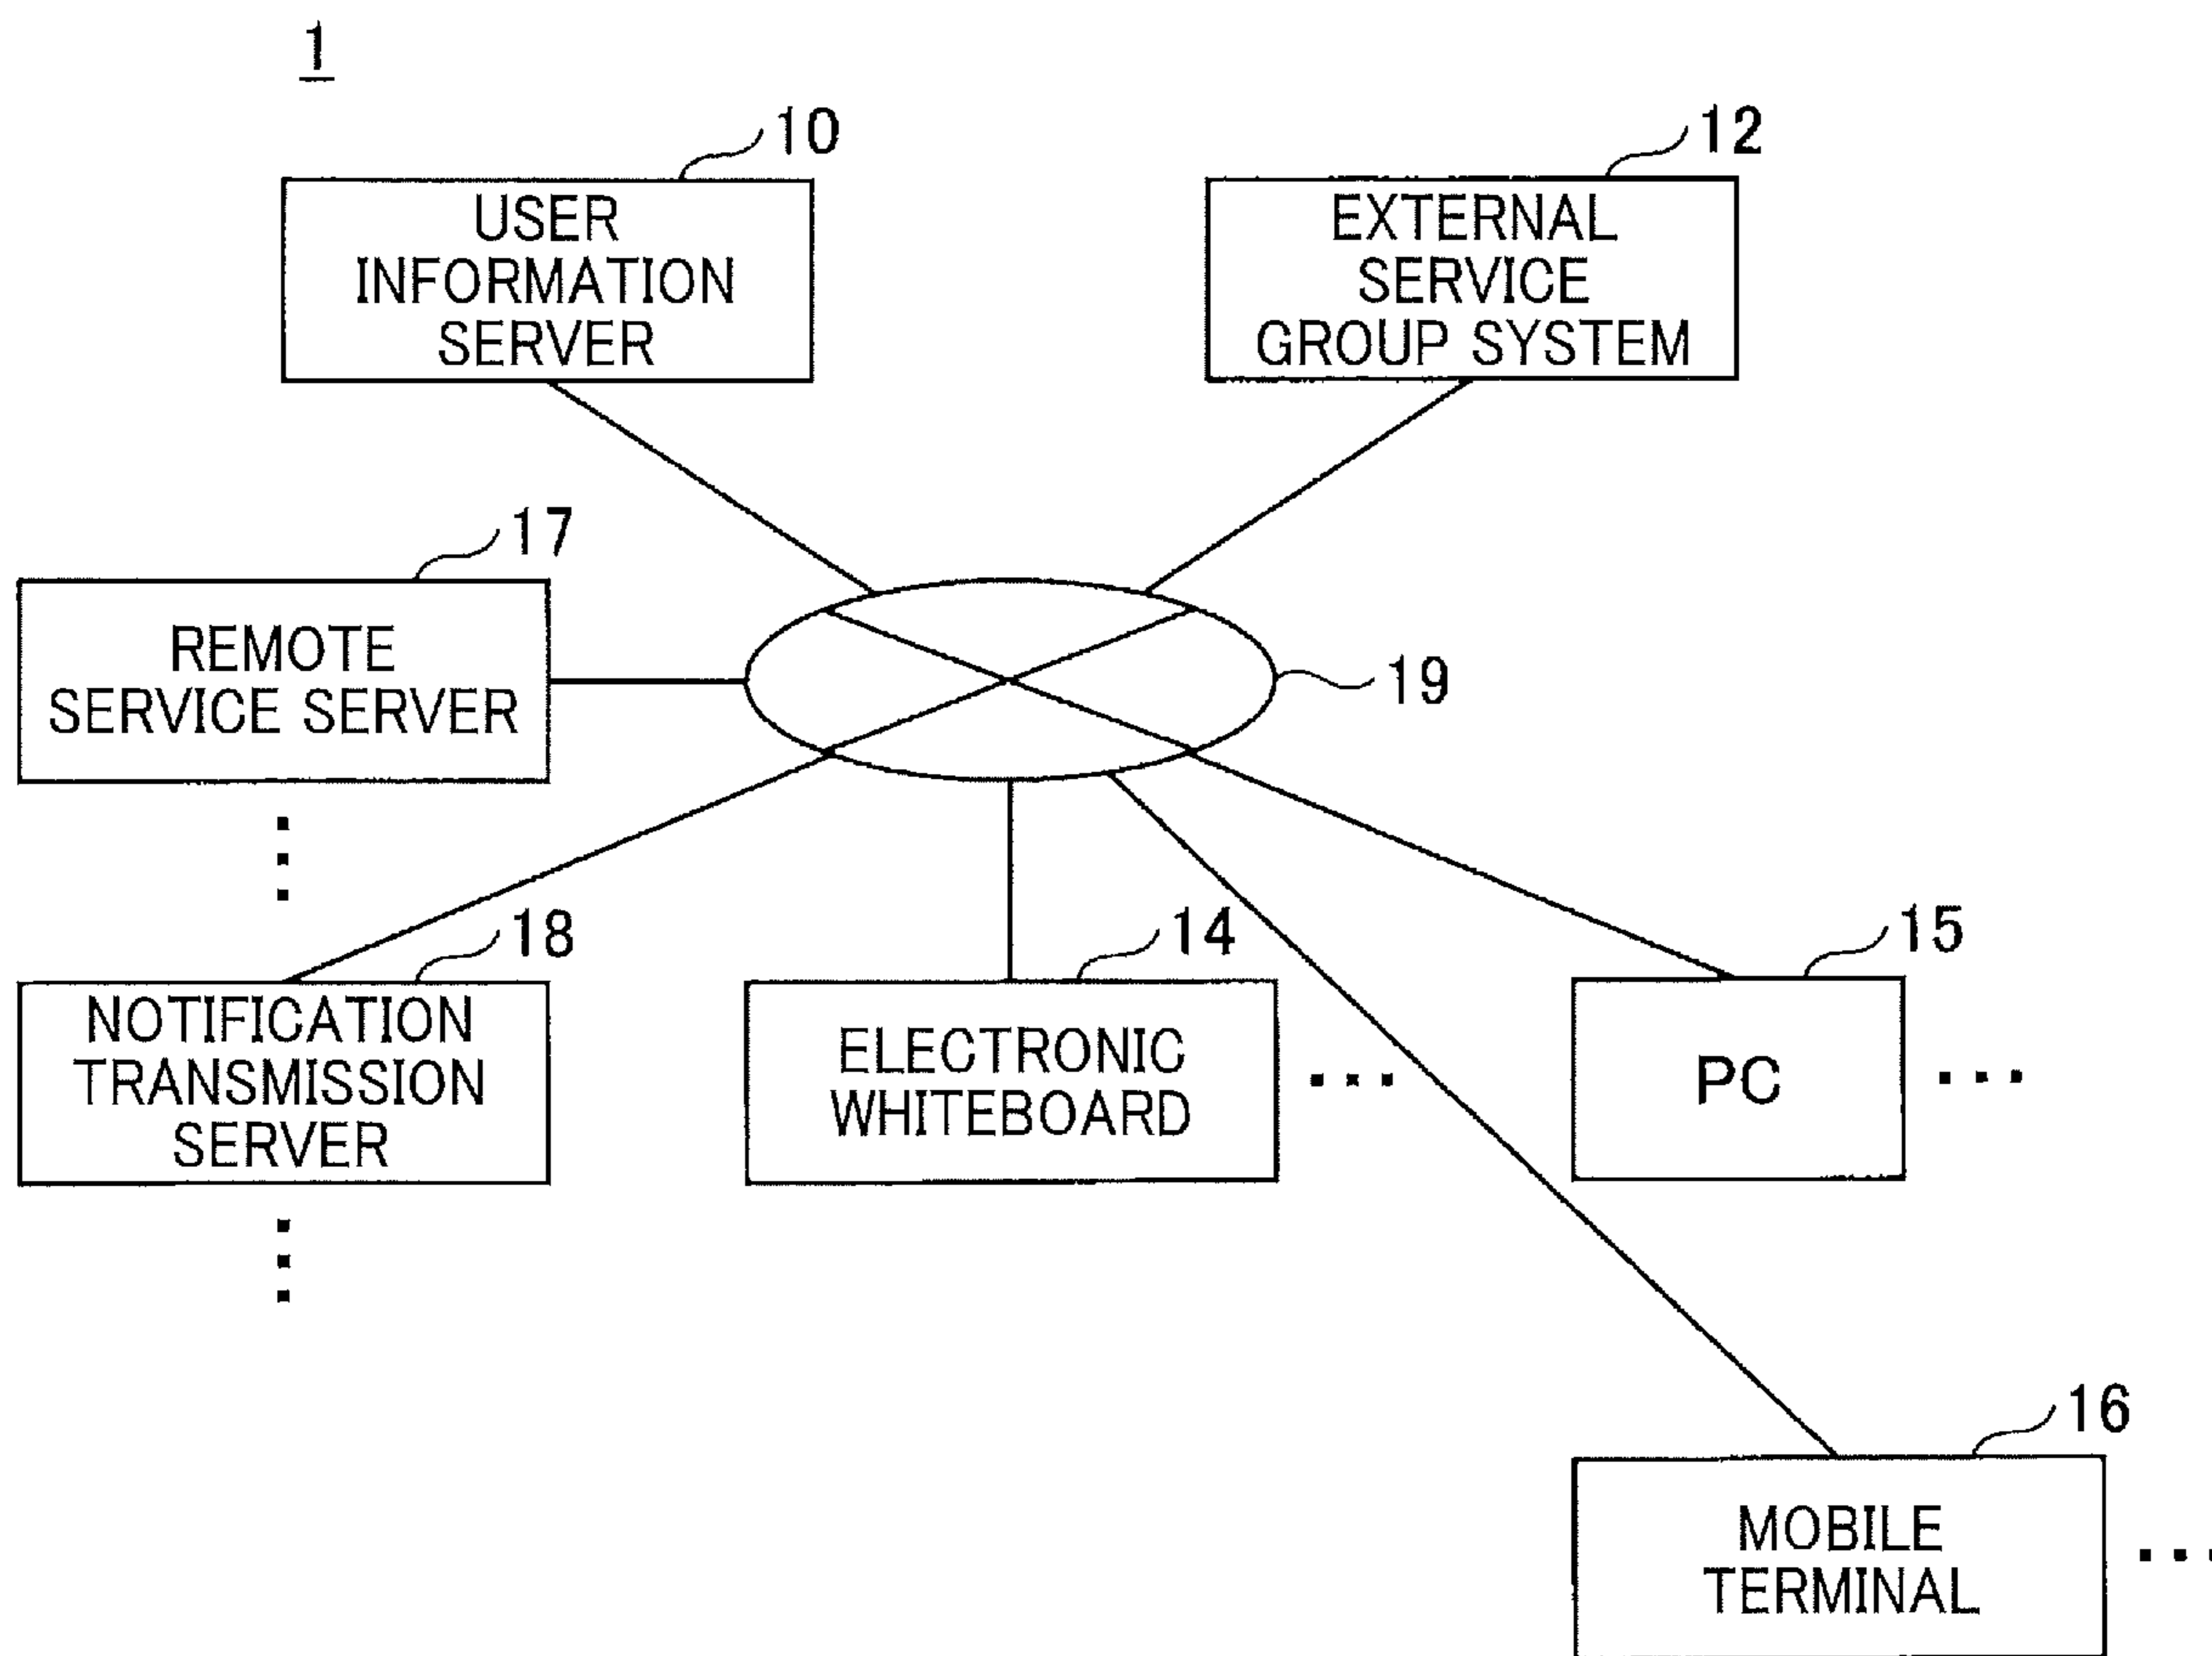 1
10
USER
INFORMATION
SERVER
12
EXTERNAL
SERVICE
GROUP SYSTEM
17
REMOTE
SERVICE SERVER
19
18
NOTIFICATION
TRANSMISSION
SERVER
14
ELECTRONIC
WHITEBOARD
15
PC
16
MOBILE
TERMINAL